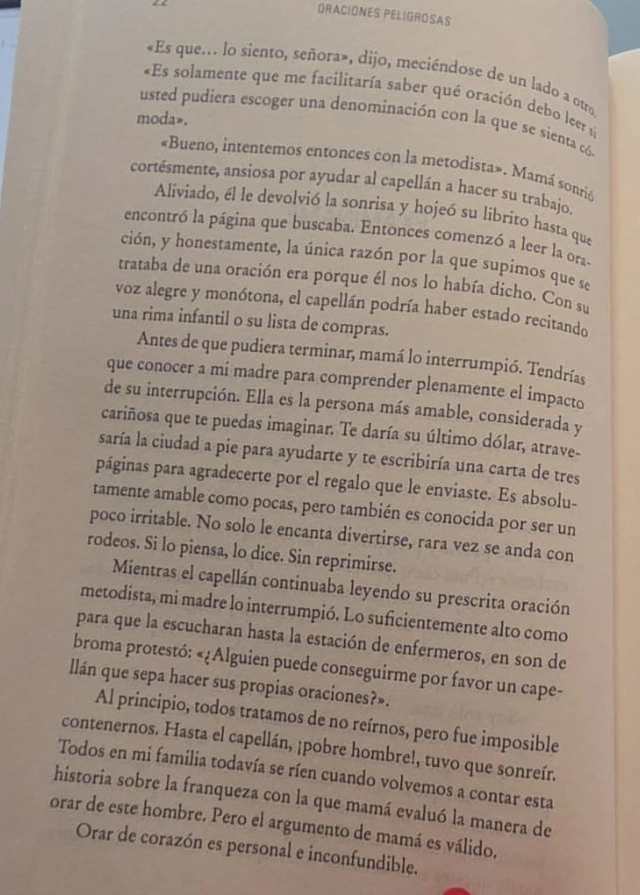 22
ORACIONES PELIGROSAS
«Es que... lo siento, señora», dijo, meciéndose de un lado a otro.
«Es solamente que me facilitaría saber qué oración debo leer si
usted pudiera escoger una denominación con la que se sienta có-
moda».
«Bueno, intentemos entonces con la metodista». Mamá sonrió
cortésmente, ansiosa por ayudar al capellán a hacer su trabajo.
Aliviado, él le devolvió la sonrisa y hojeó su librito hasta que
encontró la página que buscaba. Entonces comenzó a leer la ora-
ción, y honestamente, la única razón por la que supimos que se
trataba de una oración era porque él nos lo había dicho. Con su
voz alegre y monótona, el capellán podría haber estado recitando
una rima infantil o su lista de compras.
Antes de que pudiera terminar, mamá lo interrumpió. Tendrías
que conocer a mi madre para comprender plenamente el impacto
de su interrupción. Ella es la persona más amable, considerada y
cariñosa que te puedas imaginar. Te daría su último dólar, atrave-
saría la ciudad a pie para ayudarte y te escribiría una carta de tres
páginas para agradecerte por el regalo que le enviaste. Es absolu-
tamente amable como pocas, pero también es conocida por ser un
poco irritable. No solo le encanta divertirse, rara vez se anda con
rodeos. Si lo piensa, lo dice. Sin reprimirse.
Mientras el capellán continuaba leyendo su prescrita oración
metodista, mi madre lo interrumpió. Lo suficientemente alto como
para que la escucharan hasta la estación de enfermeros, en son de
broma protestó: «¿Alguien puede conseguirme por favor un cape-
llán que sepa hacer sus propias oraciones?».
Al principio, todos tratamos de no reírnos, pero fue imposible
contenernos. Hasta el capellán, ¡pobre hombre!, tuvo que sonreír.
Todos en mi familia todavía se ríen cuando volvemos a contar esta
historia sobre la franqueza con la que mamá evaluó la manera de
orar de este hombre. Pero el argumento de mamá es válido.
Orar de corazón es personal e inconfundible.